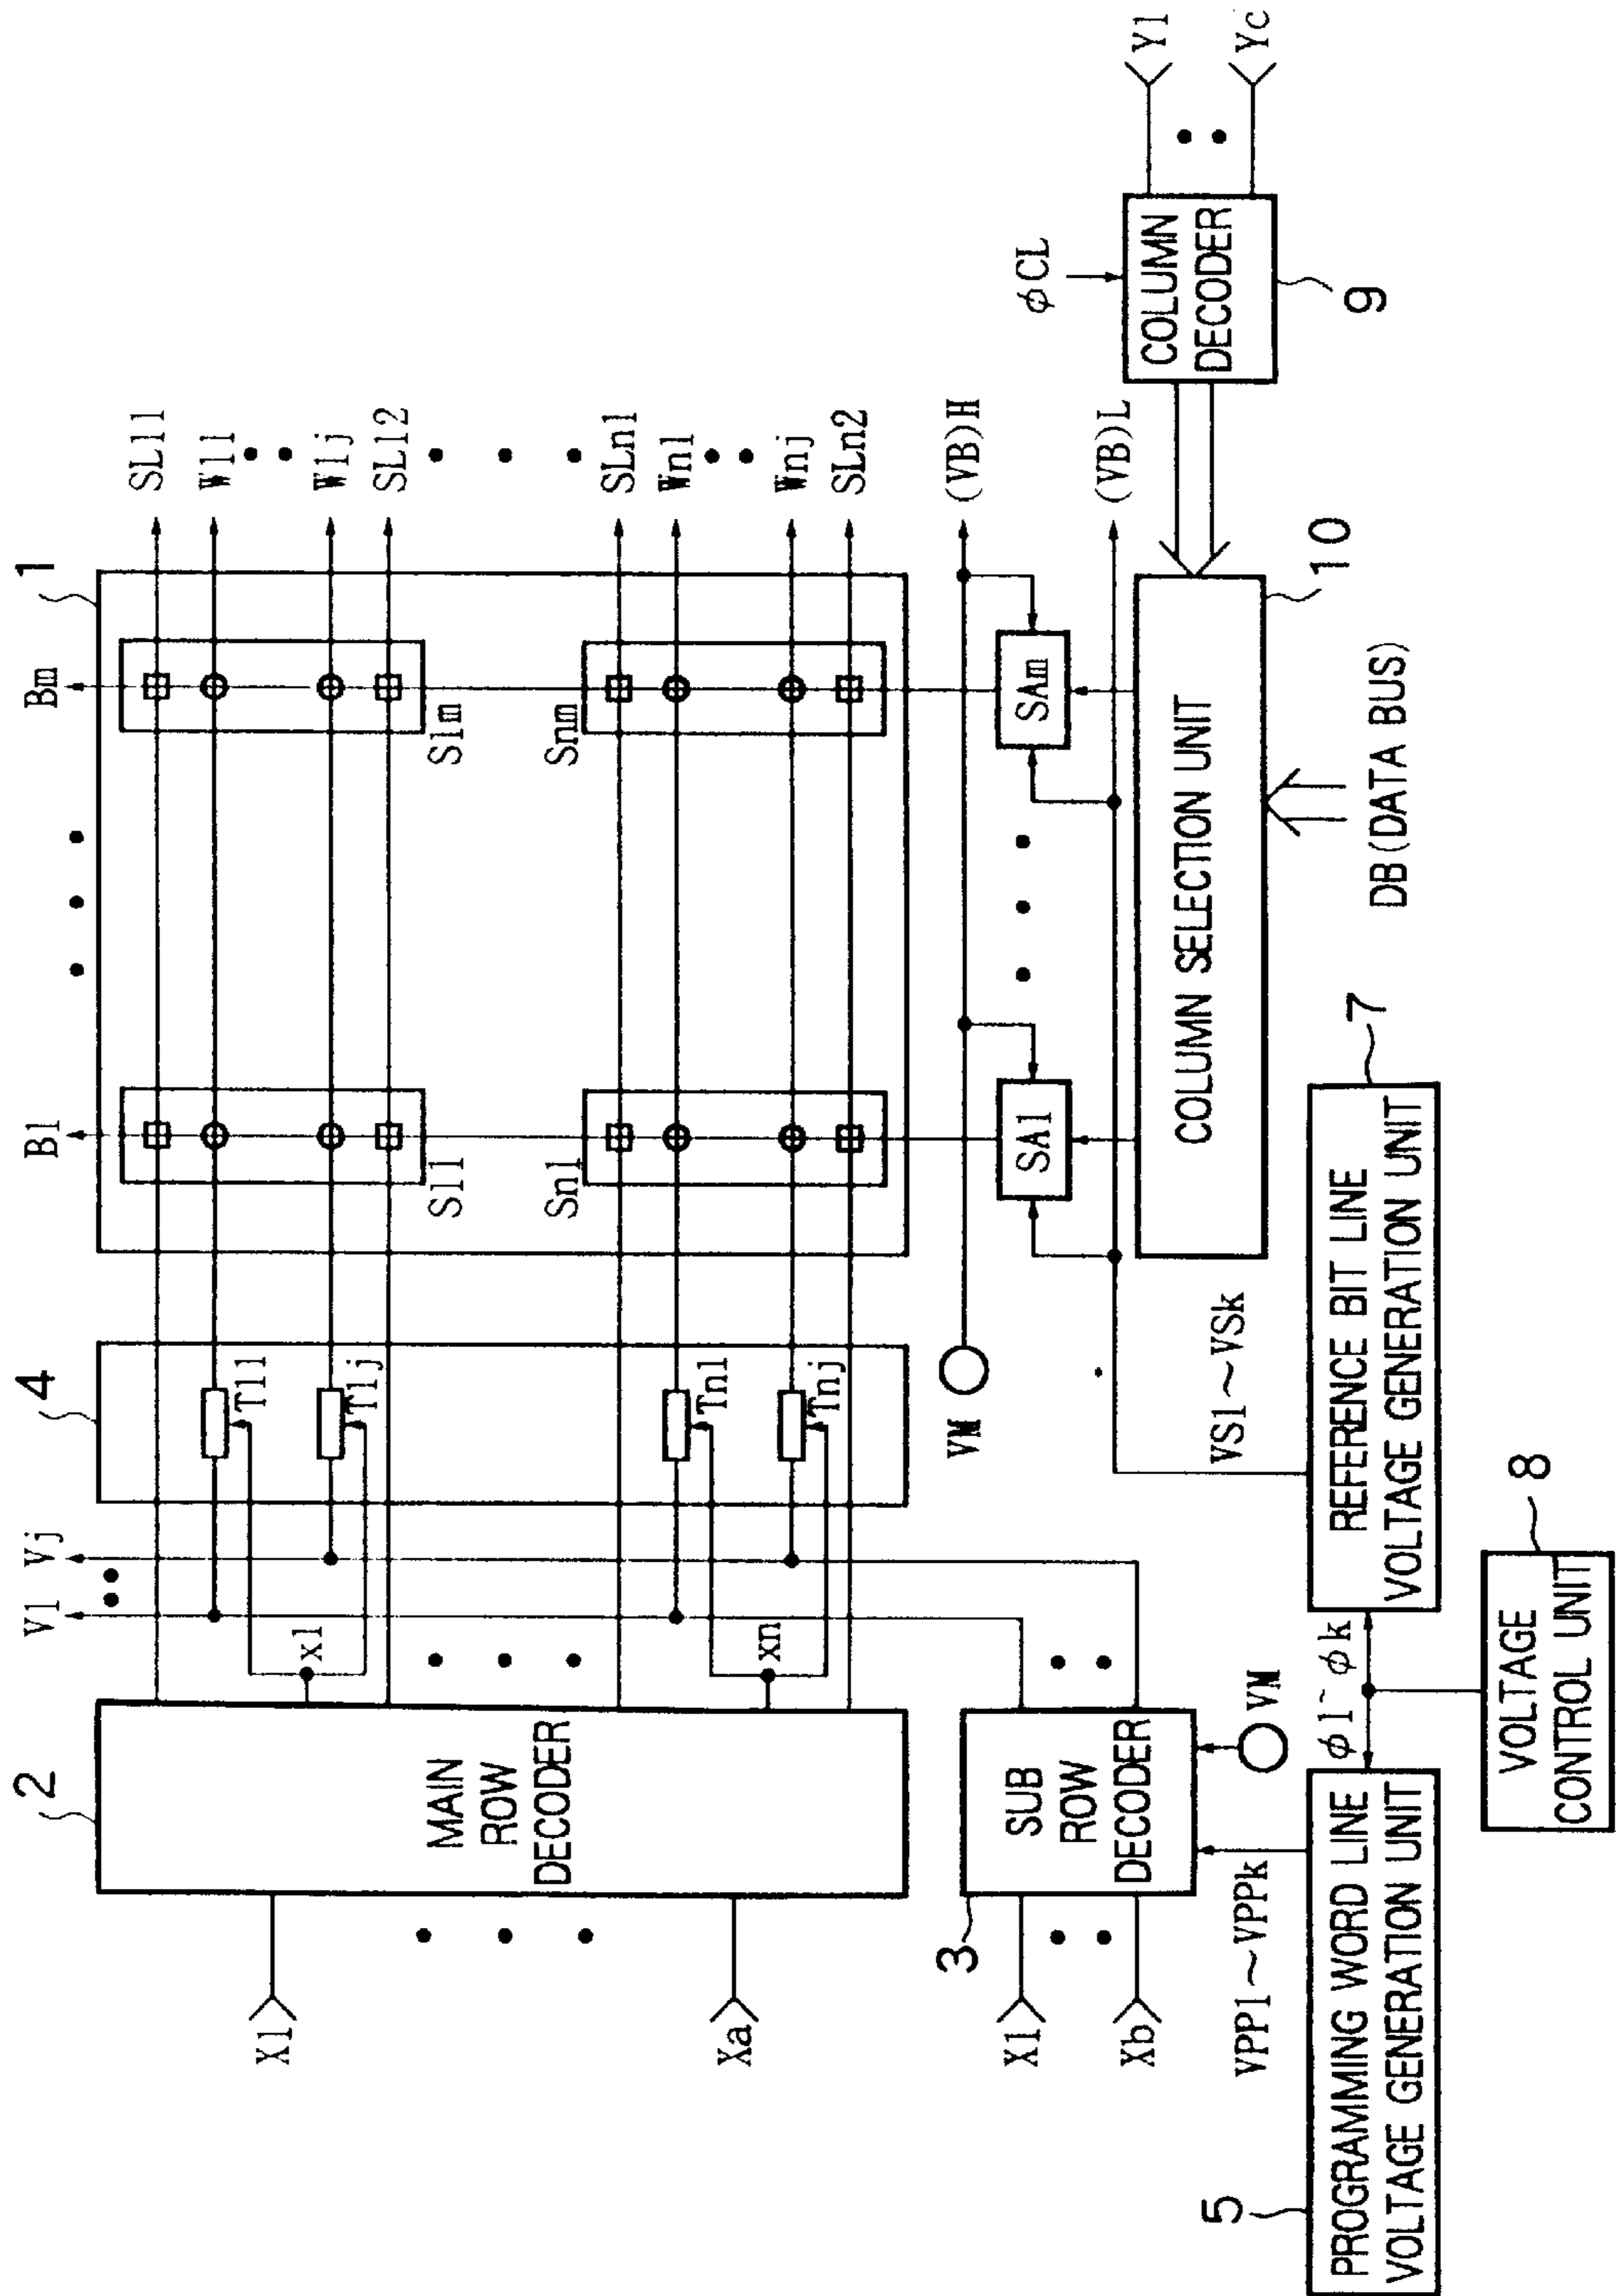 B1
Bm
1
SL11
W11
W1j
SL12
SLn1
Wn1
Wnj
SLn2
S11
S1m
Sn1
Snm
4
T11
T1j
Tn1
Tnj
V1
Vj
2
MAIN
ROW
DECODER
x1
xn
X1
Xa
3
SUB
ROW
DECODER
X1
Xb
VM
VM
(VB)H
(VB)L
SA1
SAm
COLUMN SELECTION UNIT
10
DB(DATA BUS)
φCL
COLUMN
DECODER
9
Y1
Yc
VPP1~VPPk
VS1~VSk
5
PROGRAMMING WORD LINE
VOLTAGE GENERATION UNIT
φ1~φk
7
REFERENCE BIT LINE
VOLTAGE GENERATION UNIT
8
VOLTAGE
CONTROL UNIT